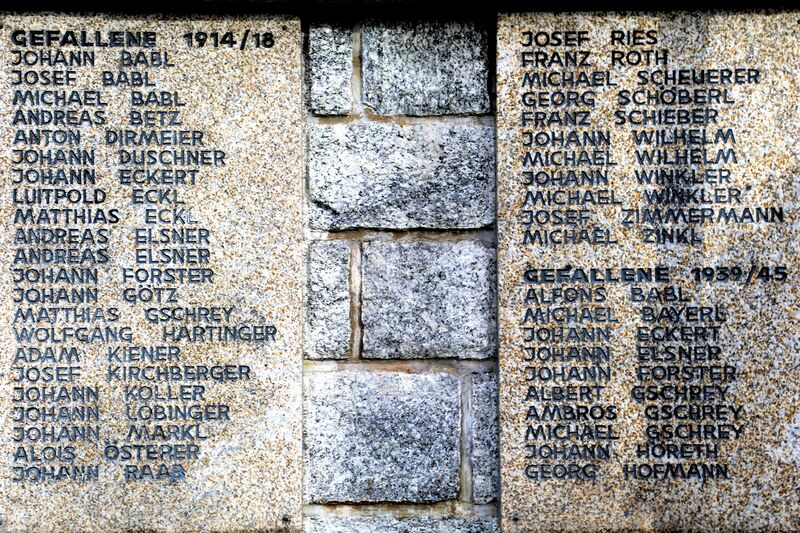 GEFALLENE 1914/18
JOHANN BABL
JOSEF BABL
MICHAEL BABL
ANDREAS BETZ
ANTON DIRMEIER
JOHANN DUSCHNER
JOHANN ECKERT
LUITPOLD ECKL
MATTHIAS ECKL
ANDREAS ELSNER
ANDREAS ELSNER
JOHANN FORSTER
JOHANN GÖTZ
MATTHIAS GSCHREY
WOLFGANG HARTINGER
ADAM KIENER
JOSEF KIRCHBERGER
JOHANN KOLLER
JOHANN LOBINGER
JOHANN MARKL
ALOIS ÖSTERER
JOHANN RAAB
JOSEF RIES
FRANZ ROTH
MICHAEL SCHEUERER
GEORG SCHÖBERL
FRANZ SCHIEBER
JOHANN WILHELM
MICHAEL WILHELM
JOHANN WINKLER
MICHAEL WINKLER
JOSEF ZIMMERMANN
MICHAEL ZINKL
GEFALLENE 1939/45
ALFONS BABL
MICHAEL BAYERL
JOHANN ECKERT
JOHANN ELSNER
JOHANN FORSTER
ALBERT GSCHREY
AMBROS GSCHREY
MICHAEL GSCHREY
JOHANN HÖRETH
GEORG HOFMANN